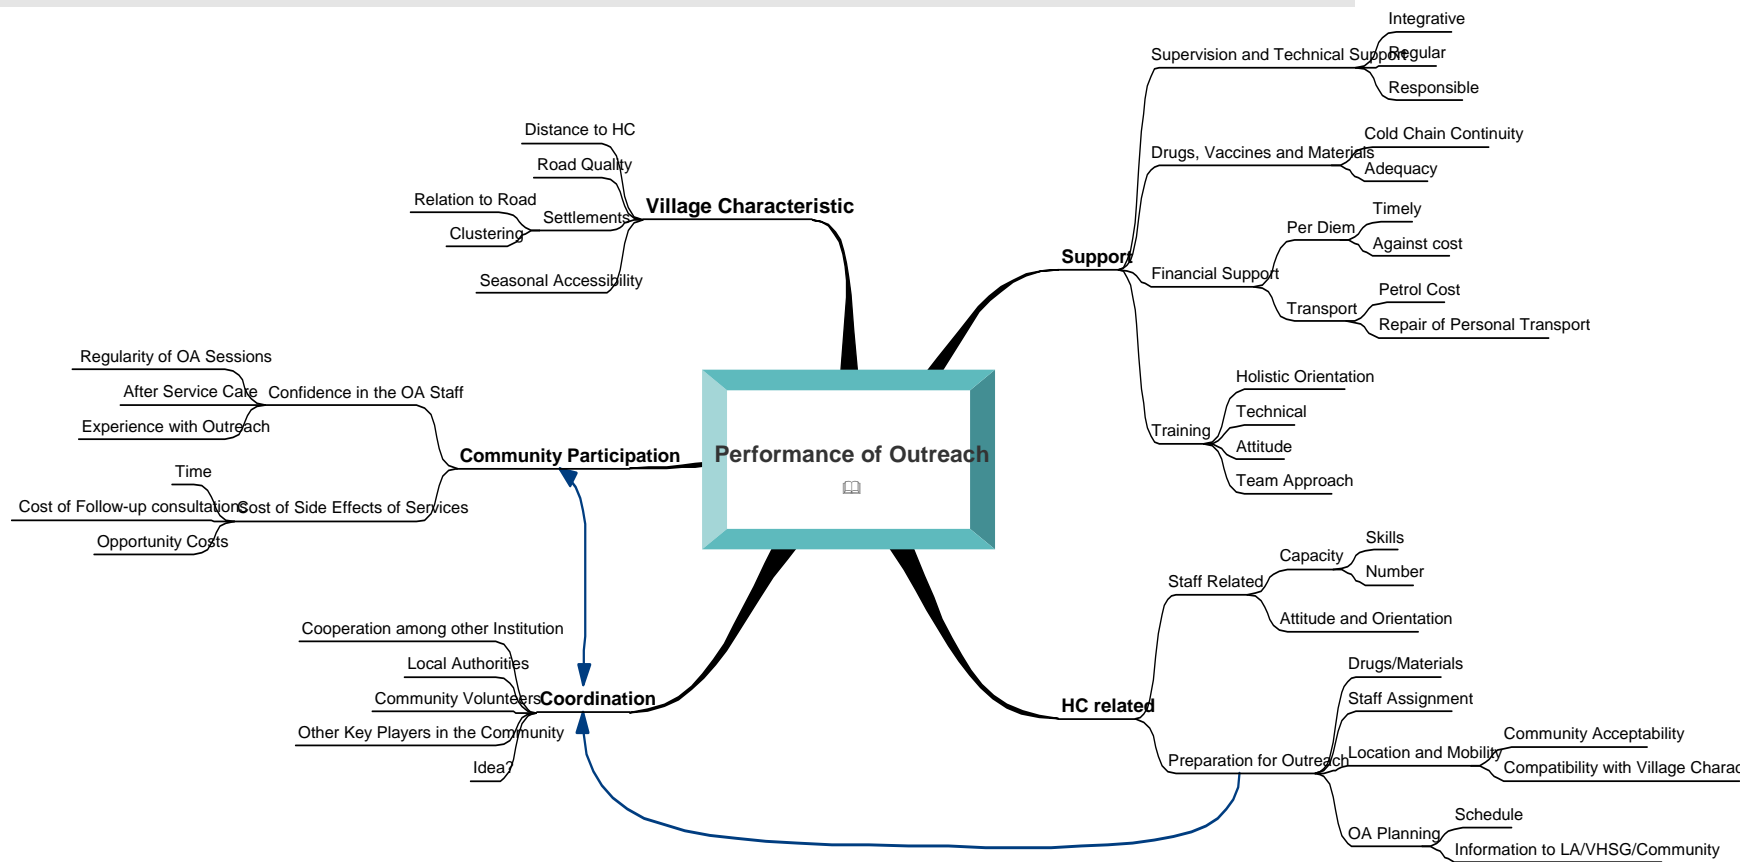 Performance of Outreach
Village Characteristic
Distance to HC
Road Quality
Settlements
Relation to Road
Clustering
Seasonal Accessibility
Community Participation
Confidence in the OA Staff
Regularity of OA Sessions
After Service Care
Experience with Outreach
Cost of Side Effects of Services
Time
Cost of Follow-up consultations
Opportunity Costs
Coordination
Cooperation among other Institution
Local Authorities
Community Volunteers
Other Key Players in the Community
Idea?
Support
Supervision and Technical Support
Integrative
Regular
Responsible
Drugs, Vaccines and Materials
Cold Chain Continuity
Adequacy
Financial Support
Per Diem
Timely
Against cost
Transport
Petrol Cost
Repair of Personal Transport
Training
Holistic Orientation
Technical
Attitude
Team Approach
HC related
Staff Related
Capacity
Skills
Number
Attitude and Orientation
Preparation for Outreach
Drugs/Materials
Staff Assignment
Location and Mobility
Community Acceptability
Compatibility with Village Charac
OA Planning
Schedule
Information to LA/VHSG/Community